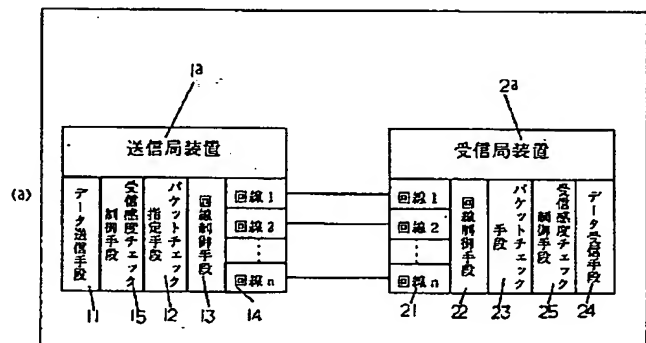 1a
2a
(a)
送信局装置
受信局装置
データ送信手段
受信感度チェック
制御手段
パケットチェック
指定手段
回線制御手段
回線1
回線2
回線n
回線1
回線2
回線n
回線制御手段
パケットチェック
手段
受信感度チェック
制御手段
データ受信手段
11
15
12
13
14
21
22
23
25
24